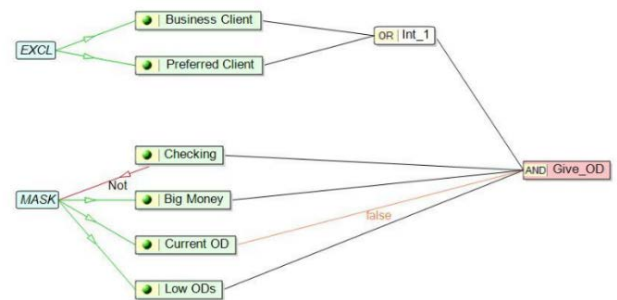 Business Client
EXCL
OR Int_1
Preferred Client
Checking
Not
AND Give_OD
MASK
Big Money
false
Current OD
Low ODs